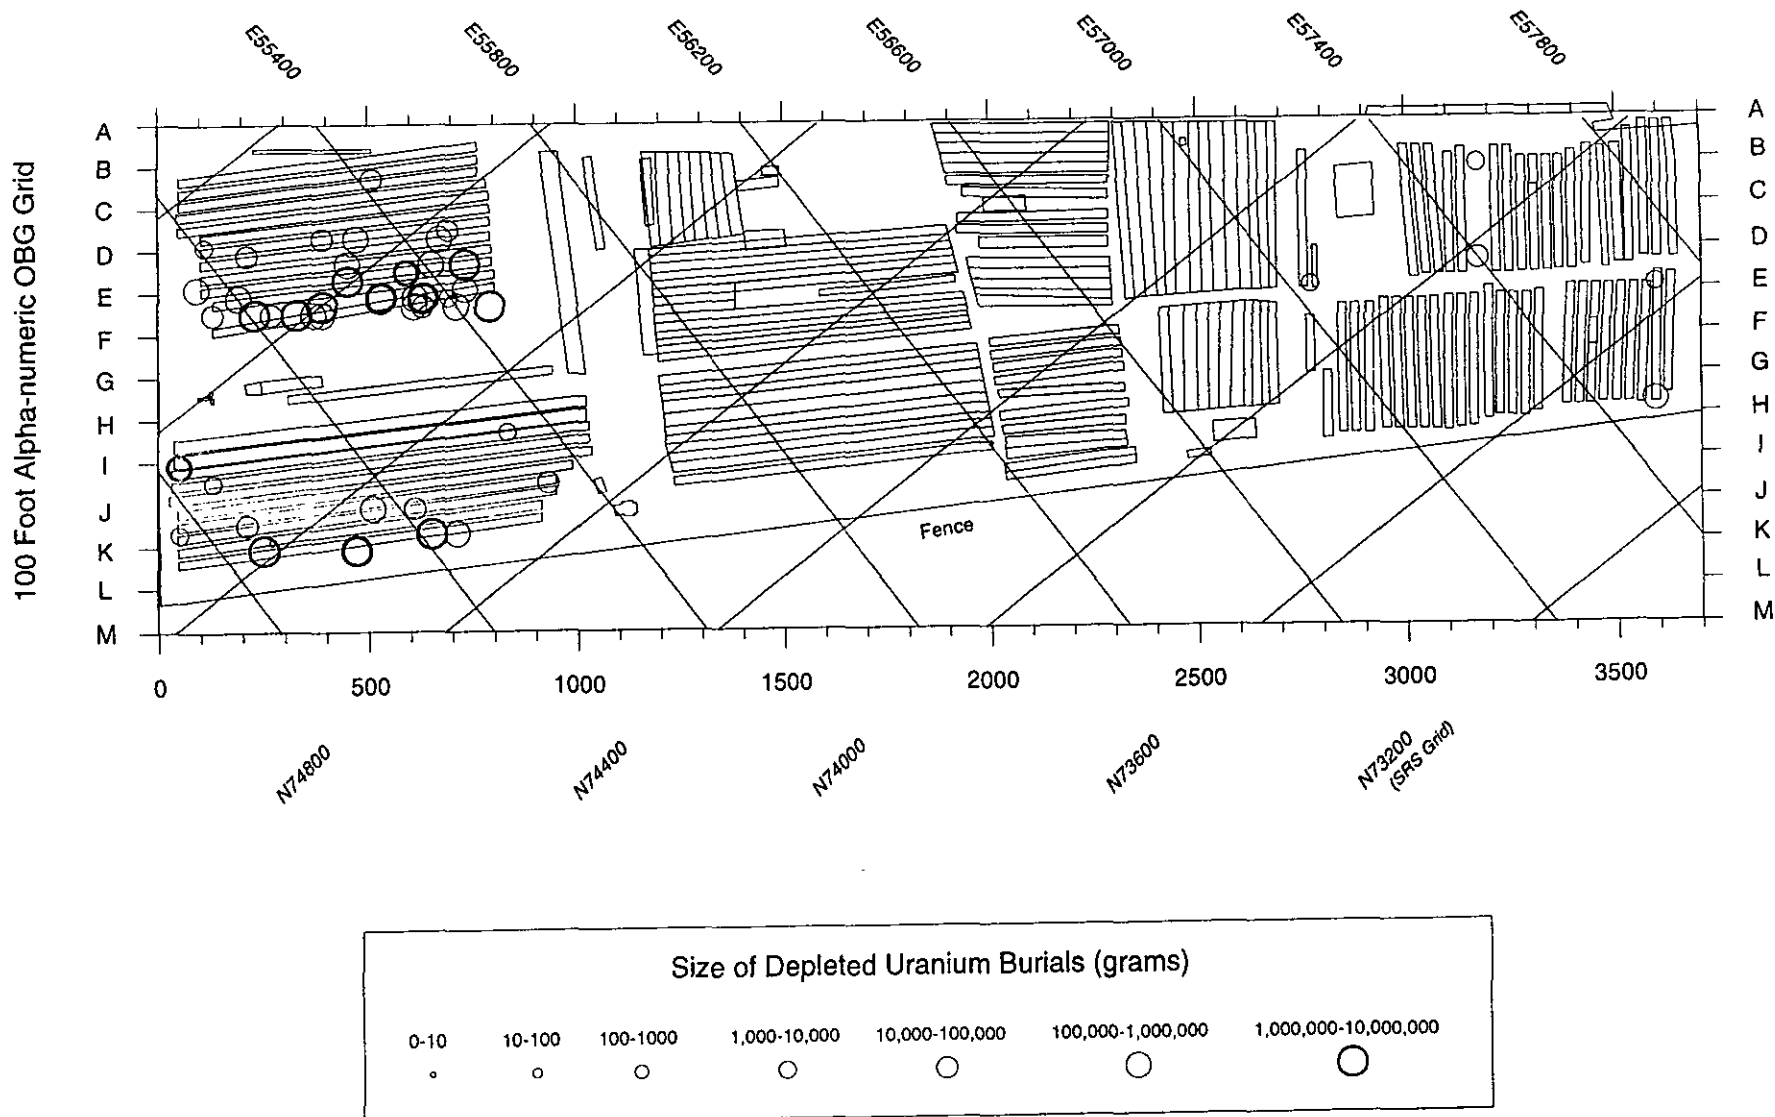 E55400
E55800
E56200
E56600
E57000
E57400
E57800
100 Foot Alpha-numeric OBG Grid
A
B
C
D
E
F
G
H
I
J
K
L
M
A
B
C
D
E
F
G
H
I
J
K
L
M
Fence
0
500
1000
1500
2000
2500
3000
3500
N74800
N74400
N74000
N73600
N73200
(SRS Grid)
Size of Depleted Uranium Burials (grams)
0-10
10-100
100-1000
1,000-10,000
10,000-100,000
100,000-1,000,000
1,000,000-10,000,000